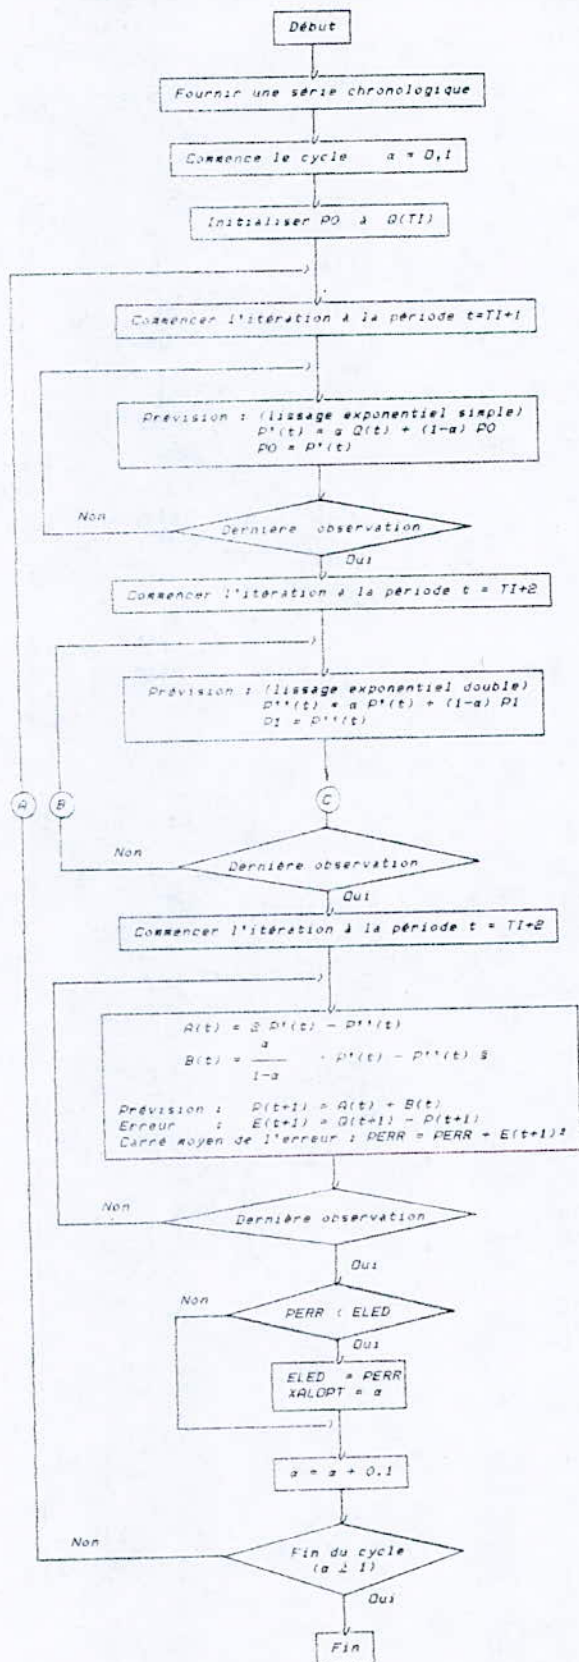 Début
Fournir une série chronologique
Commence le cycle α = 0,1
Initialiser PO à Q(TI)
Commencer l'itération à la période t=TI+1
Prévision : (lissage exponentiel simple)
P'(t) = α Q(t) + (1-α) PO
PO = P'(t)
Non
Dernière observation
Oui
Commencer l'itération à la période t = TI+2
Prévision : (lissage exponentiel double)
P''(t) = α P'(t) + (1-α) P1
P1 = P''(t)
A B C
Non
Dernière observation
Oui
Commencer l'itération à la période t = TI+2
A(t) = 2 P'(t) - P''(t)
α
B(t) = · P'(t) - P''(t) §
1-α
Prévision : P(t+1) = A(t) + B(t)
Erreur : E(t+1) = Q(t+1) - P(t+1)
Carré moyen de l'erreur : PERR = PERR + E(t+1)²
Non
Dernière observation
Oui
Non
PERR < ELED
Oui
ELED = PERR
XALOPT = α
α = α + 0.1
Non
Fin du cycle
(α ≥ 1)
Oui
Fin